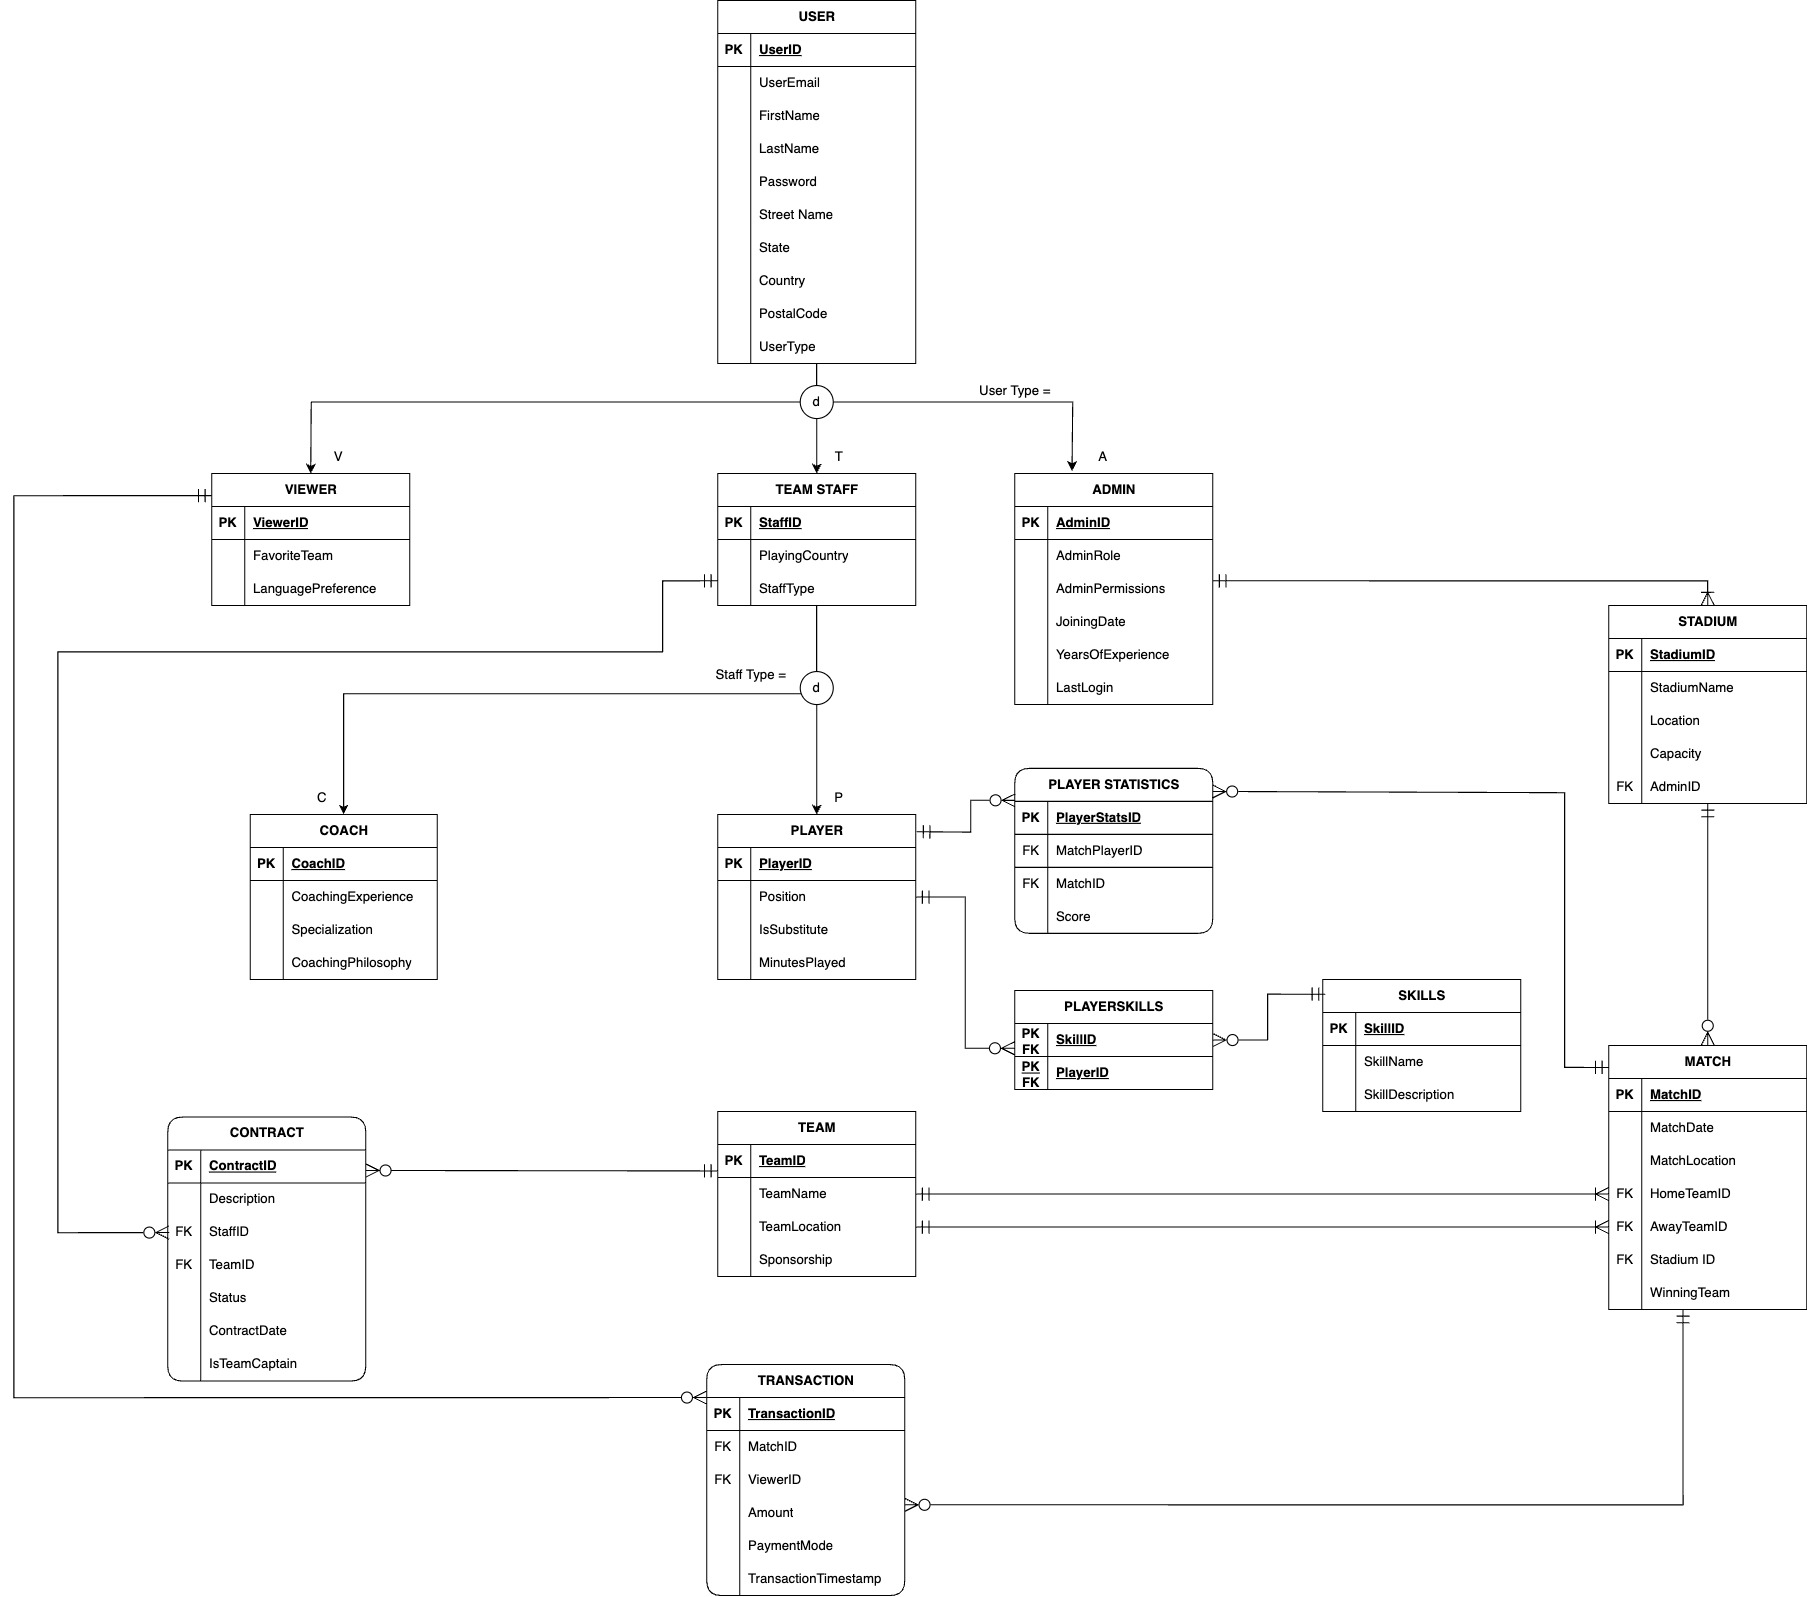 USER
PK UserID
UserEmail
FirstName
LastName
Password
Street Name
State
Country
PostalCode
UserType
d
User Type =
V
T
A
VIEWER
PK ViewerID
FavoriteTeam
LanguagePreference
TEAM STAFF
PK StaffID
PlayingCountry
StaffType
ADMIN
PK AdminID
AdminRole
AdminPermissions
JoiningDate
YearsOfExperience
LastLogin
STADIUM
PK StadiumID
StadiumName
Location
Capacity
FK AdminID
Staff Type =
d
C
P
COACH
PK CoachID
CoachingExperience
Specialization
CoachingPhilosophy
PLAYER
PK PlayerID
Position
IsSubstitute
MinutesPlayed
PLAYER STATISTICS
PK PlayerStatsID
FK MatchPlayerID
FK MatchID
Score
PLAYERSKILLS
PK
FK SkillID
PK
FK PlayerID
SKILLS
PK SkillID
SkillName
SkillDescription
MATCH
PK MatchID
MatchDate
MatchLocation
FK HomeTeamID
FK AwayTeamID
FK Stadium ID
WinningTeam
CONTRACT
PK ContractID
Description
FK StaffID
FK TeamID
Status
ContractDate
IsTeamCaptain
TEAM
PK TeamID
TeamName
TeamLocation
Sponsorship
TRANSACTION
PK TransactionID
FK MatchID
FK ViewerID
Amount
PaymentMode
TransactionTimestamp